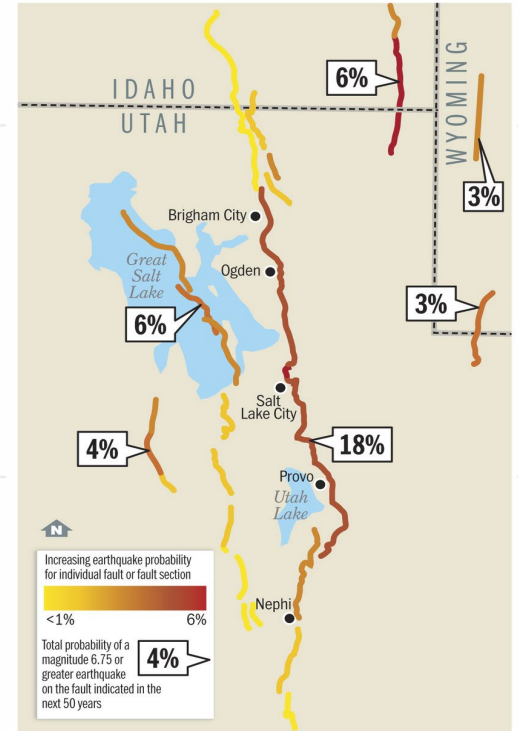 IDAHO
UTAH
WYOMING
6%
3%
Brigham City
Great
Salt
Lake
Ogden
6%
3%
Salt
Lake City
4%
18%
Provo
Utah
Lake
N
Nephi
Increasing earthquake probability
for individual fault or fault section
<1% 6%
Total probability of a
magnitude 6.75 or
greater earthquake
on the fault indicated in the
next 50 years
4%